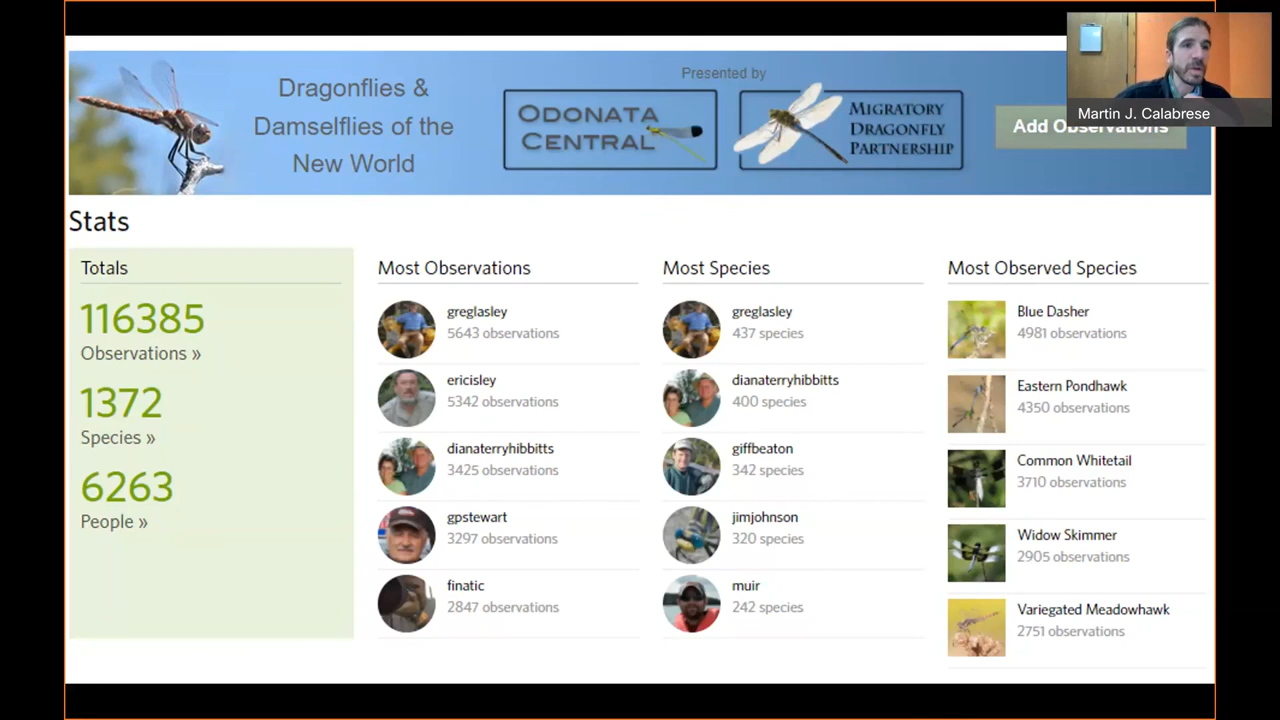 Dragonflies &
Damselflies of the
New World
Presented by
ODONATA
CENTRAL
MIGRATORY
DRAGONFLY
PARTNERSHIP
Add Observations
Martin J. Calabrese
Stats
Totals
116385
Observations »
1372
Species »
6263
People »
Most Observations
greglasley
5643 observations
ericisley
5342 observations
dianaterryhibbitts
3425 observations
gpstewart
3297 observations
finatic
2847 observations
Most Species
greglasley
437 species
dianaterryhibbitts
400 species
giffbeaton
342 species
jimjohnson
320 species
muir
242 species
Most Observed Species
Blue Dasher
4981 observations
Eastern Pondhawk
4350 observations
Common Whitetail
3710 observations
Widow Skimmer
2905 observations
Variegated Meadowhawk
2751 observations